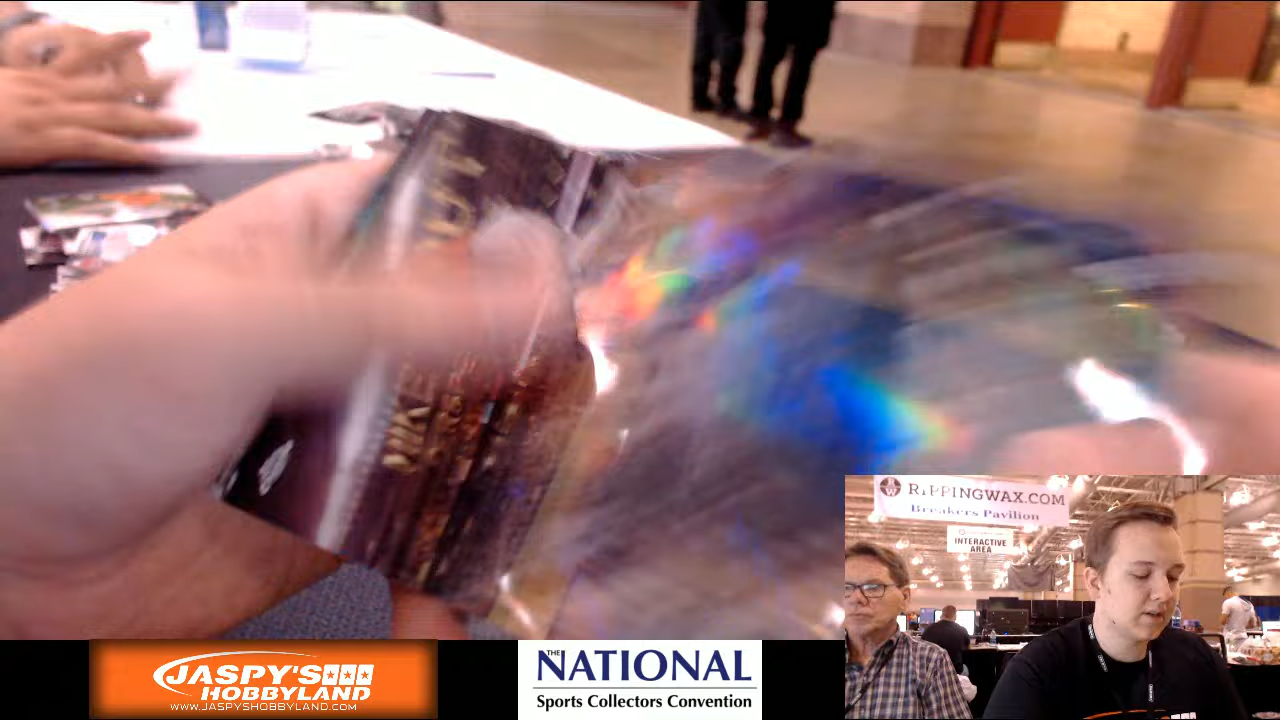 RIPPINGWAX.COM
Breakers Pavilion
INTERACTIVE
AREA
JASPY'S
HOBBYLAND
WWW.JASPYSHOBBYLAND.COM
THE NATIONAL
Sports Collectors Convention